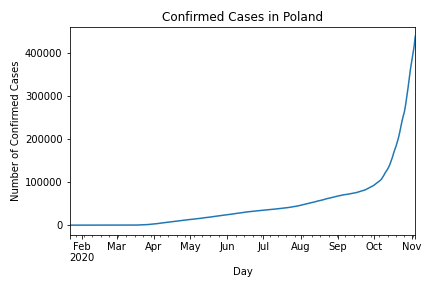 Confirmed Cases in Poland
Number of Confirmed Cases
400000
300000
200000
100000
0
Feb Mar Apr May Jun Jul Aug Sep Oct Nov
2020
Day